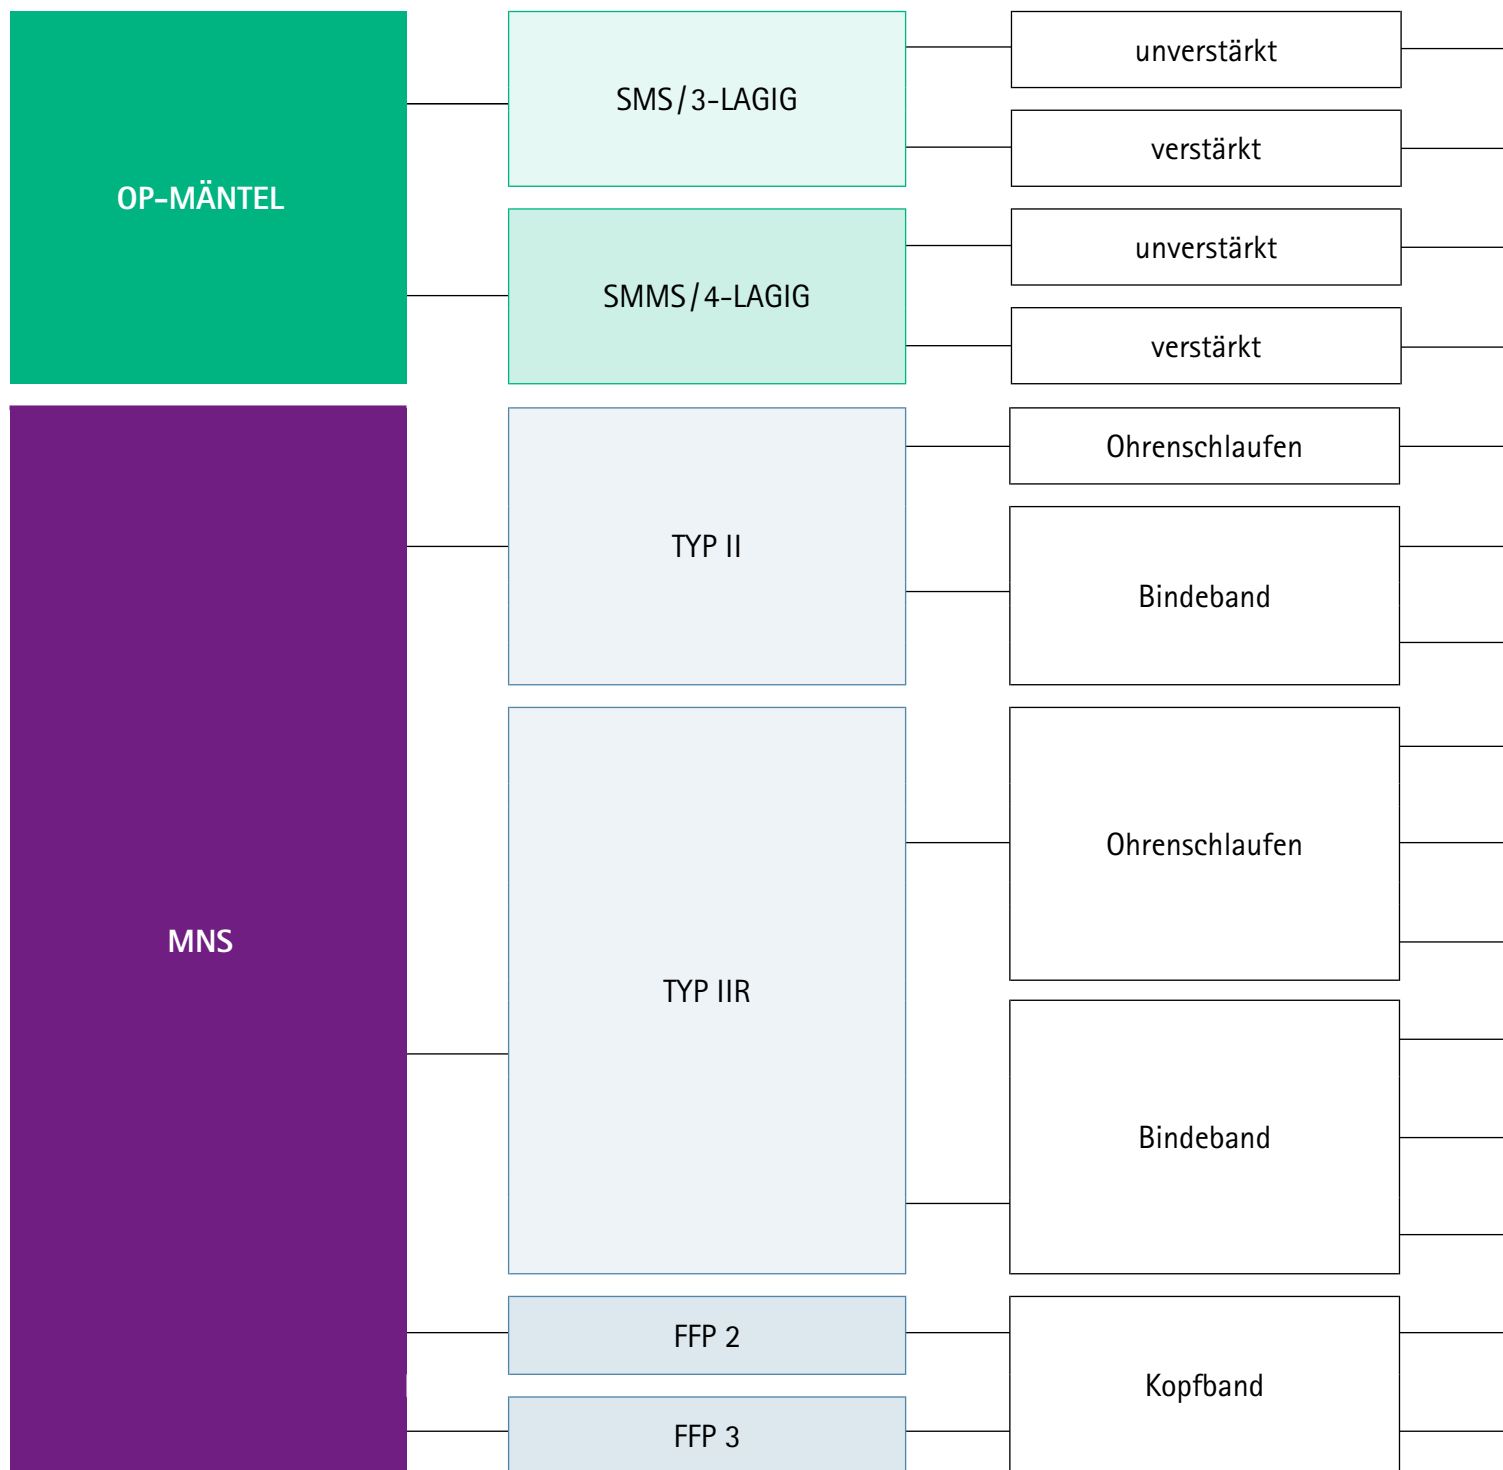 OP-MÄNTEL
SMS/3-LAGIG
unverstärkt
verstärkt
SMMS/4-LAGIG
unverstärkt
verstärkt
MNS
TYP II
Ohrenschlaufen
Bindeband
TYP IIR
Ohrenschlaufen
Bindeband
FFP 2
FFP 3
Kopfband